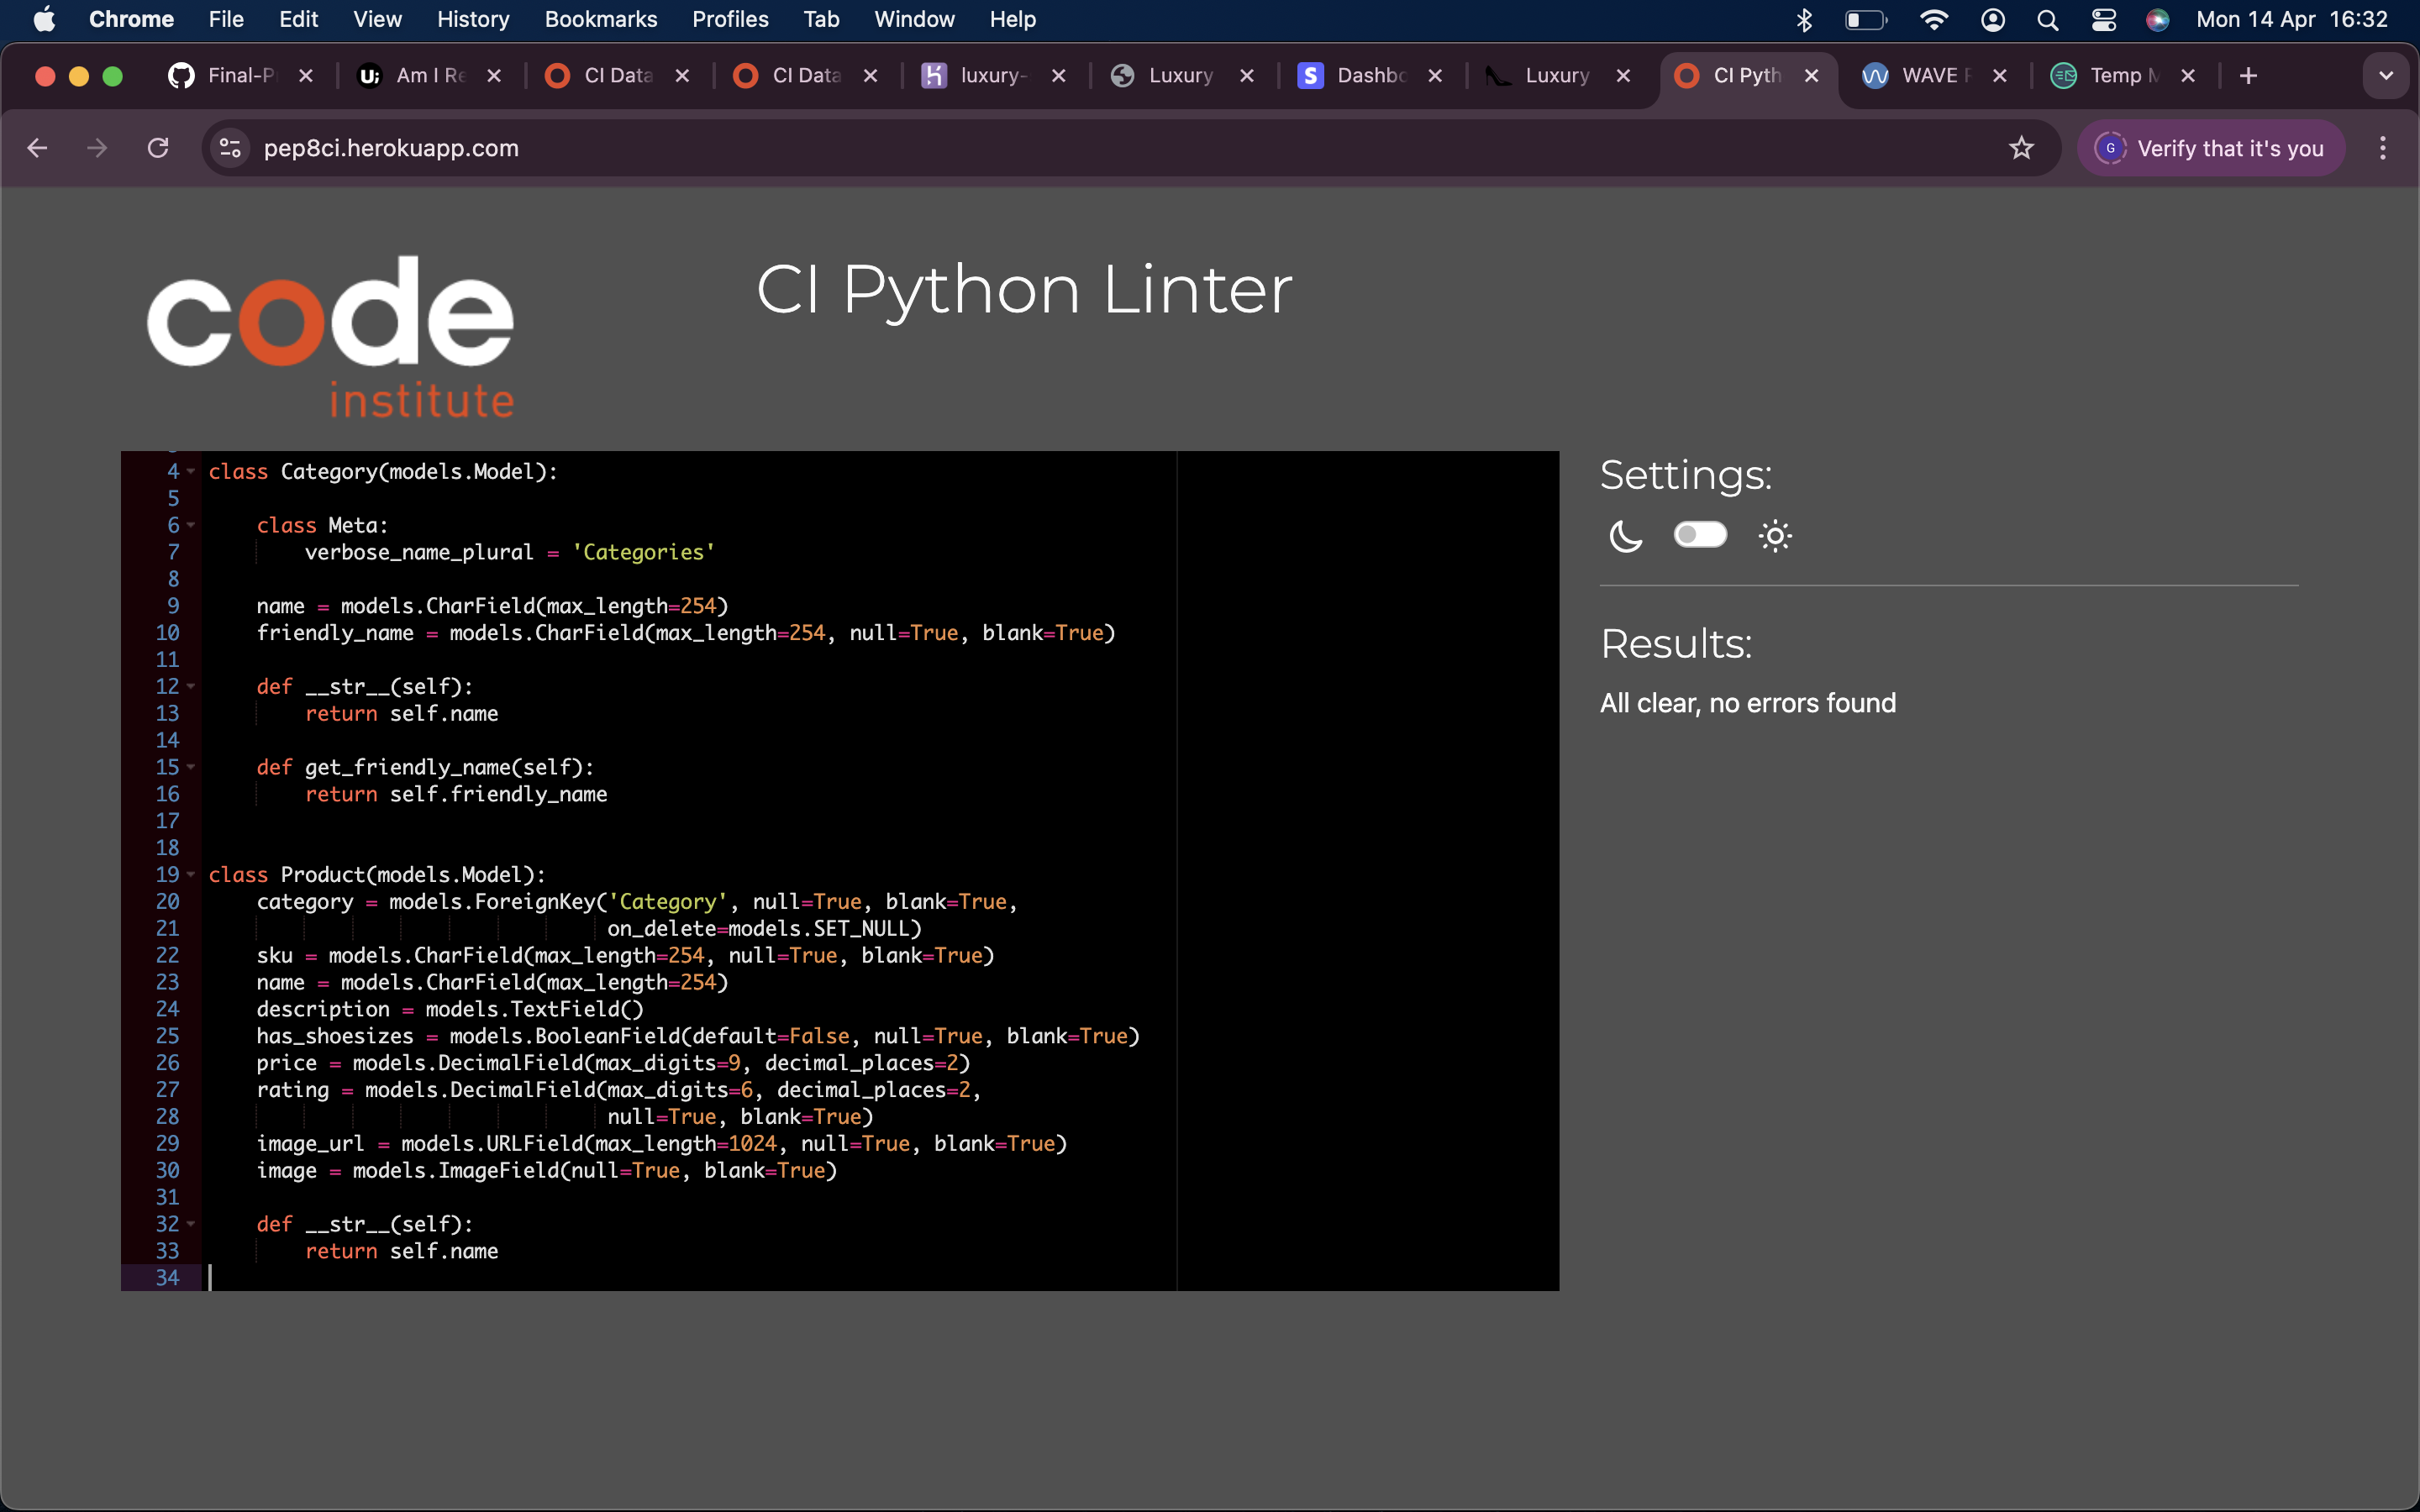 Chrome File Edit View History Bookmarks Profiles Tab Window Help Mon 14 Apr 16:32
Final-P Am I Re CI Data CI Data luxury- Luxury Dashbo Luxury CI Pyth WAVE Temp
pep8ci.herokuapp.com G Verify that it's you
code
institute
CI Python Linter
4 class Category(models.Model):
5
6 class Meta:
7 verbose_name_plural = 'Categories'
8
9 name = models.CharField(max_length=254)
10 friendly_name = models.CharField(max_length=254, null=True, blank=True)
11
12 def __str__(self):
13 return self.name
14
15 def get_friendly_name(self):
16 return self.friendly_name
17
18
19 class Product(models.Model):
20 category = models.ForeignKey('Category', null=True, blank=True,
21 on_delete=models.SET_NULL)
22 sku = models.CharField(max_length=254, null=True, blank=True)
23 name = models.CharField(max_length=254)
24 description = models.TextField()
25 has_shoesizes = models.BooleanField(default=False, null=True, blank=True)
26 price = models.DecimalField(max_digits=9, decimal_places=2)
27 rating = models.DecimalField(max_digits=6, decimal_places=2,
28 null=True, blank=True)
29 image_url = models.URLField(max_length=1024, null=True, blank=True)
30 image = models.ImageField(null=True, blank=True)
31
32 def __str__(self):
33 return self.name
34
Settings:
Results:
All clear, no errors found